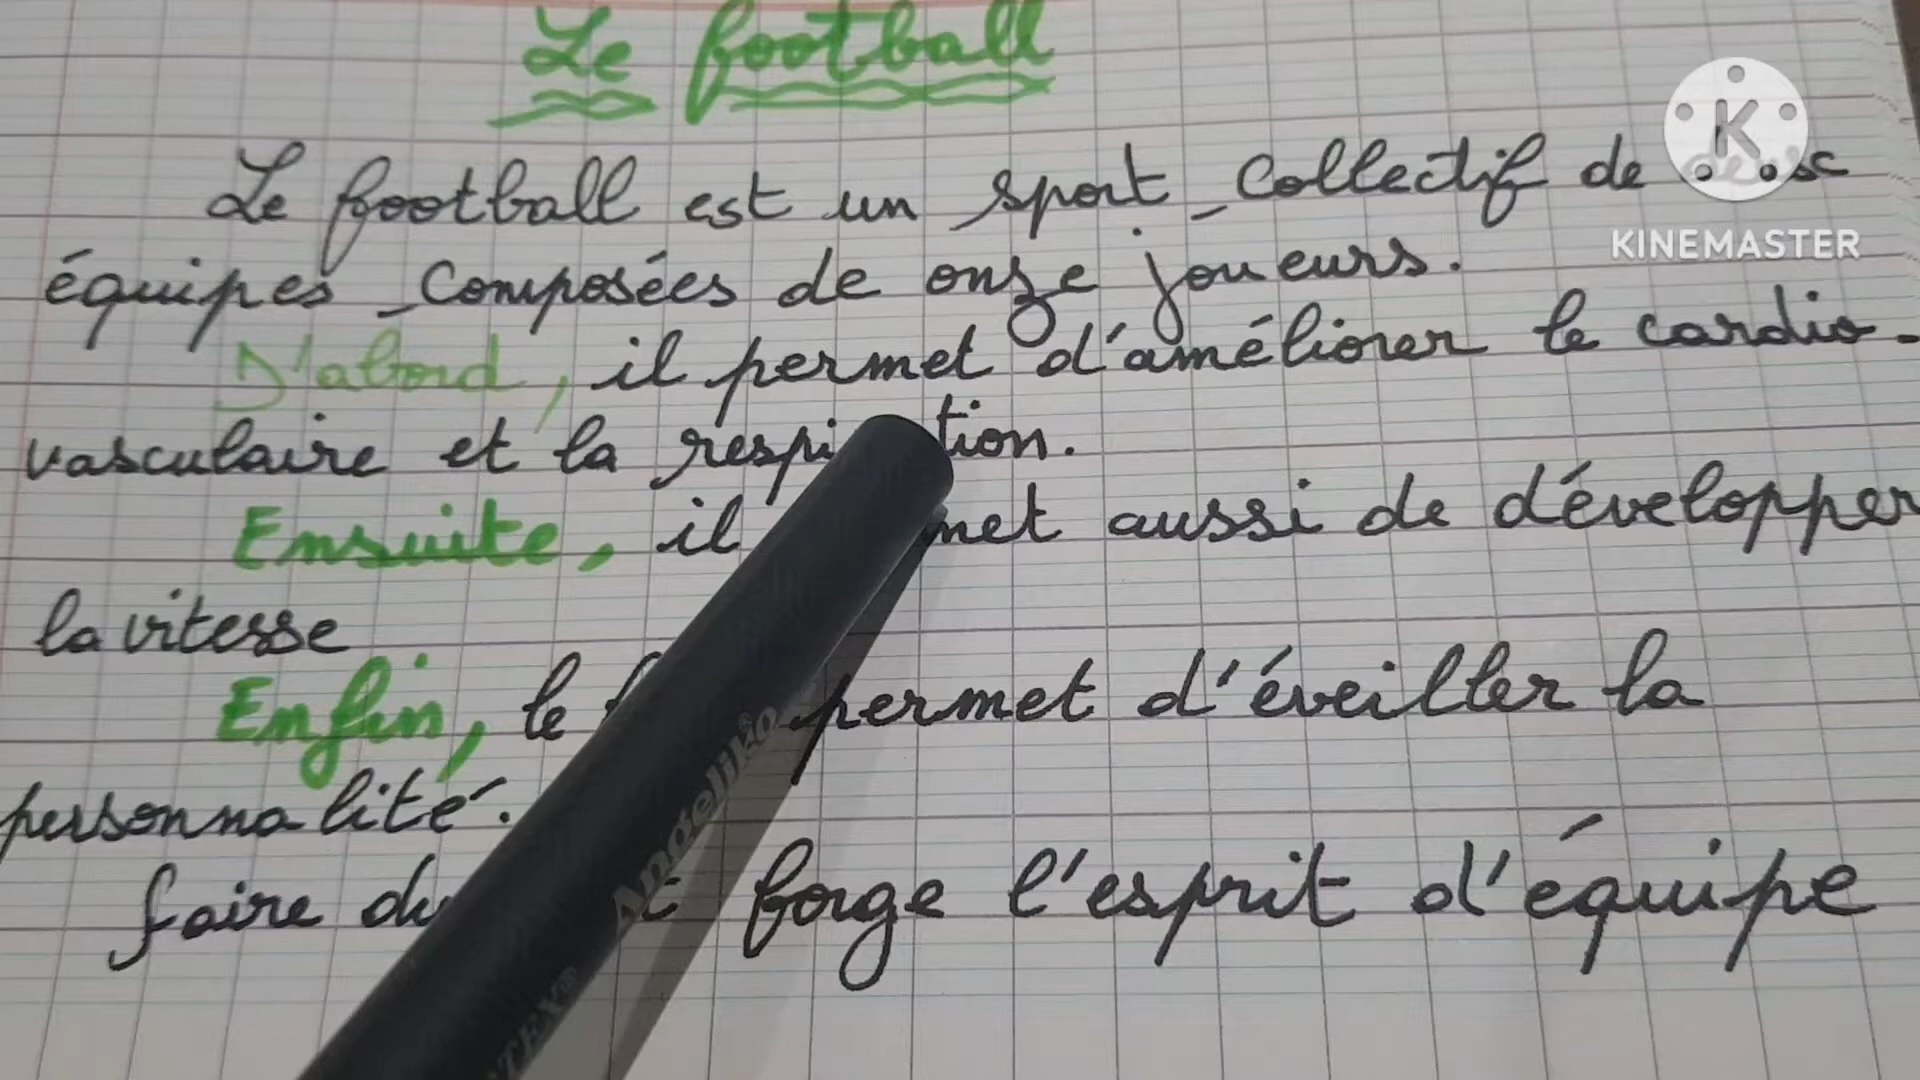 Le football
Le football est un sport collectif de
équipes composées de onze joueurs.
D'abord, il permet d'améliorer le cardio-
vasculaire et la
Ensuite, il aussi de développer
la vitesse
Enfin, le permet d'éveiller la
personnalité.
faire forge l'esprit d'équipe
K
KINEMASTER
Angeliko